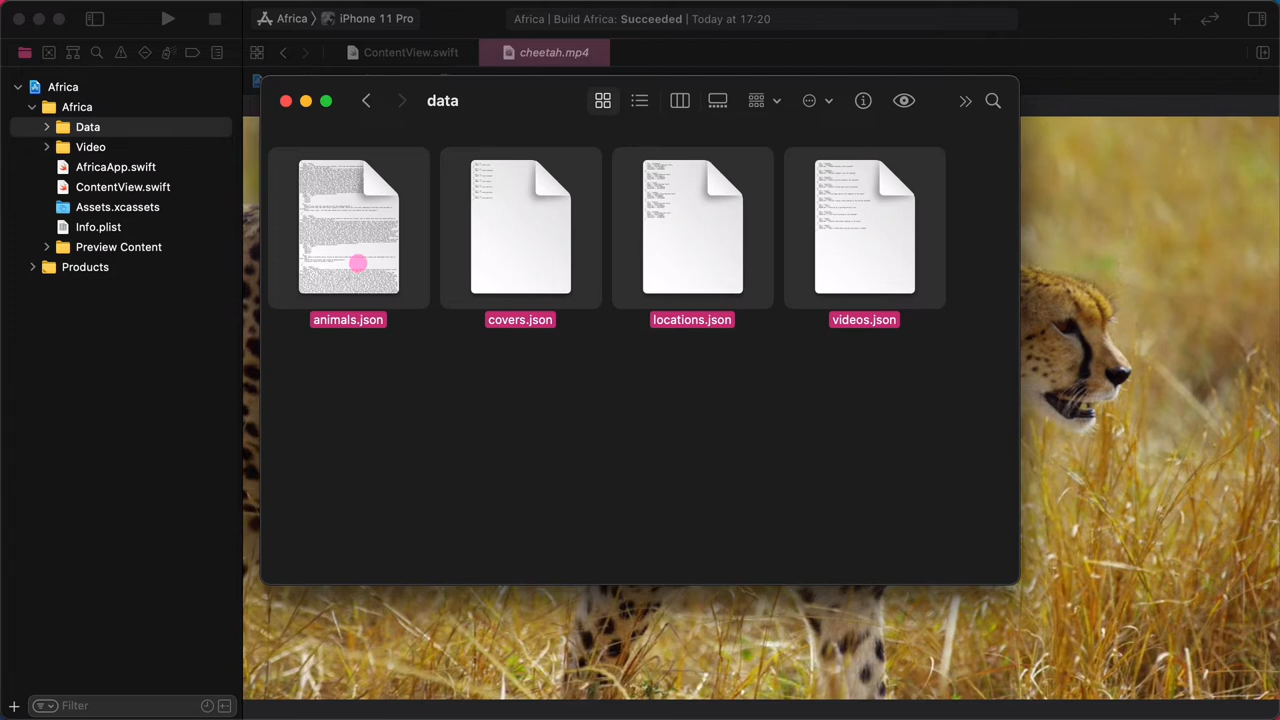 Africa
iPhone 11 Pro
Africa | Build Africa: Succeeded | Today at 17:20
ContentView.swift
cheetah.mp4
Africa
Africa
Data
Video
AfricaApp.swift
ContentView.swift
Assets.xcassets
Info.plist
Preview Content
Products
data
animals.json
covers.json
locations.json
videos.json
Filter